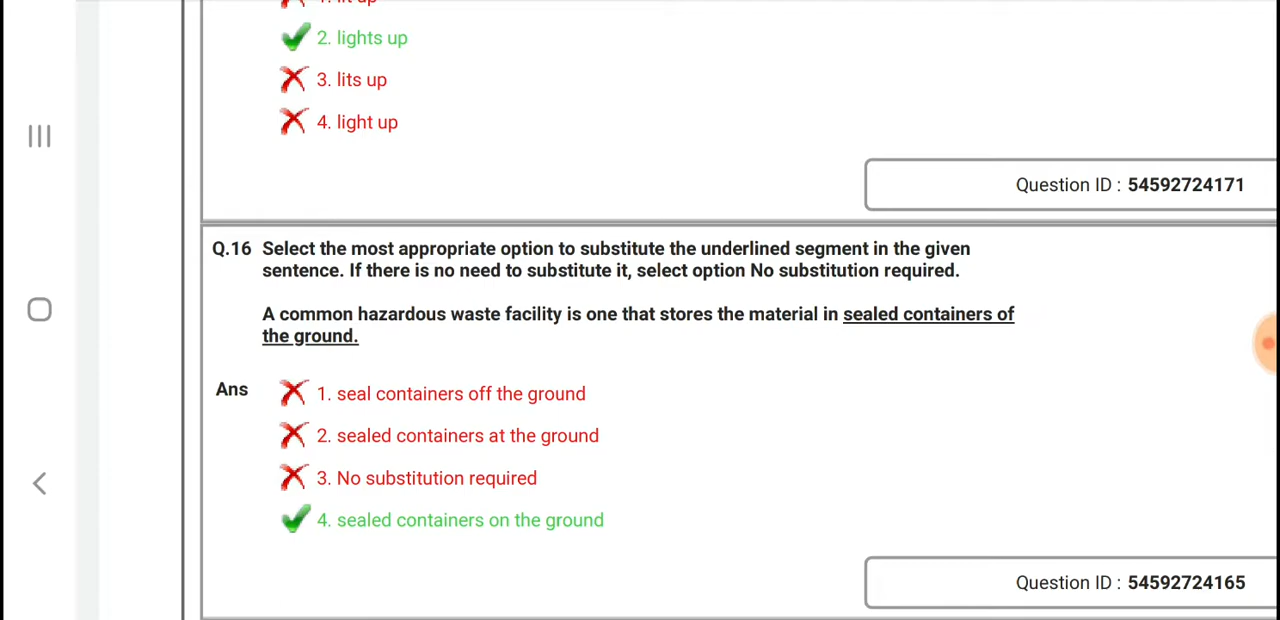 2. lights up
3. lits up
4. light up
Question ID : 54592724171
Q.16 Select the most appropriate option to substitute the underlined segment in the given
sentence. If there is no need to substitute it, select option No substitution required.
A common hazardous waste facility is one that stores the material in sealed containers of
the ground.
Ans 1. seal containers off the ground
2. sealed containers at the ground
3. No substitution required
4. sealed containers on the ground
Question ID : 54592724165